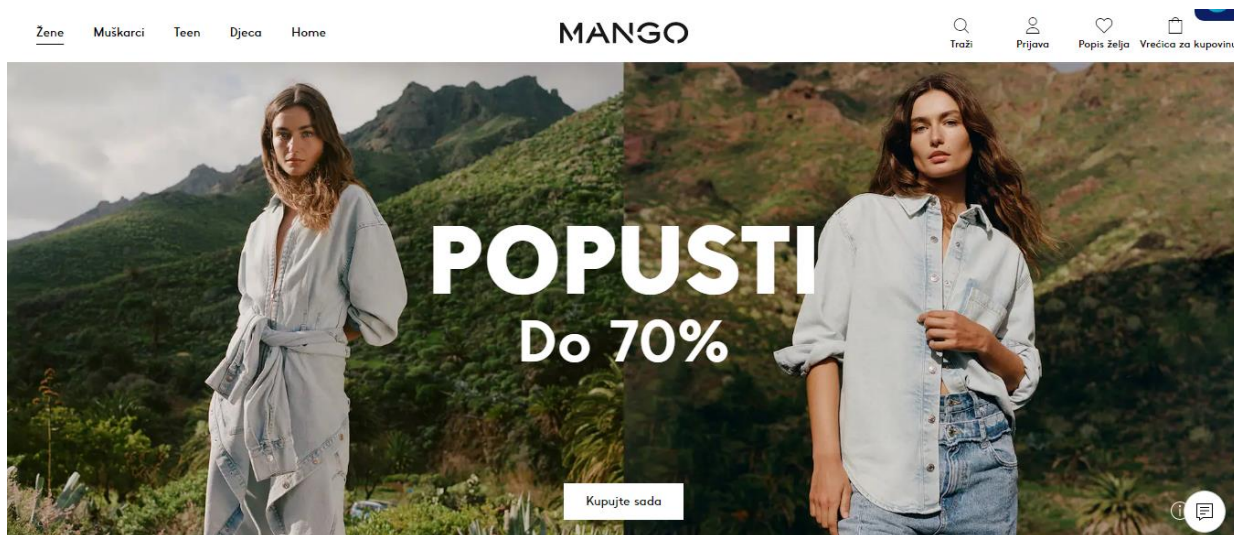 Žene Muškarci Teen Djeca Home MANGO Traži Prijava Popis želja Vrećica za kupovinu
POPUSTI
Do 70%
Kupujte sada